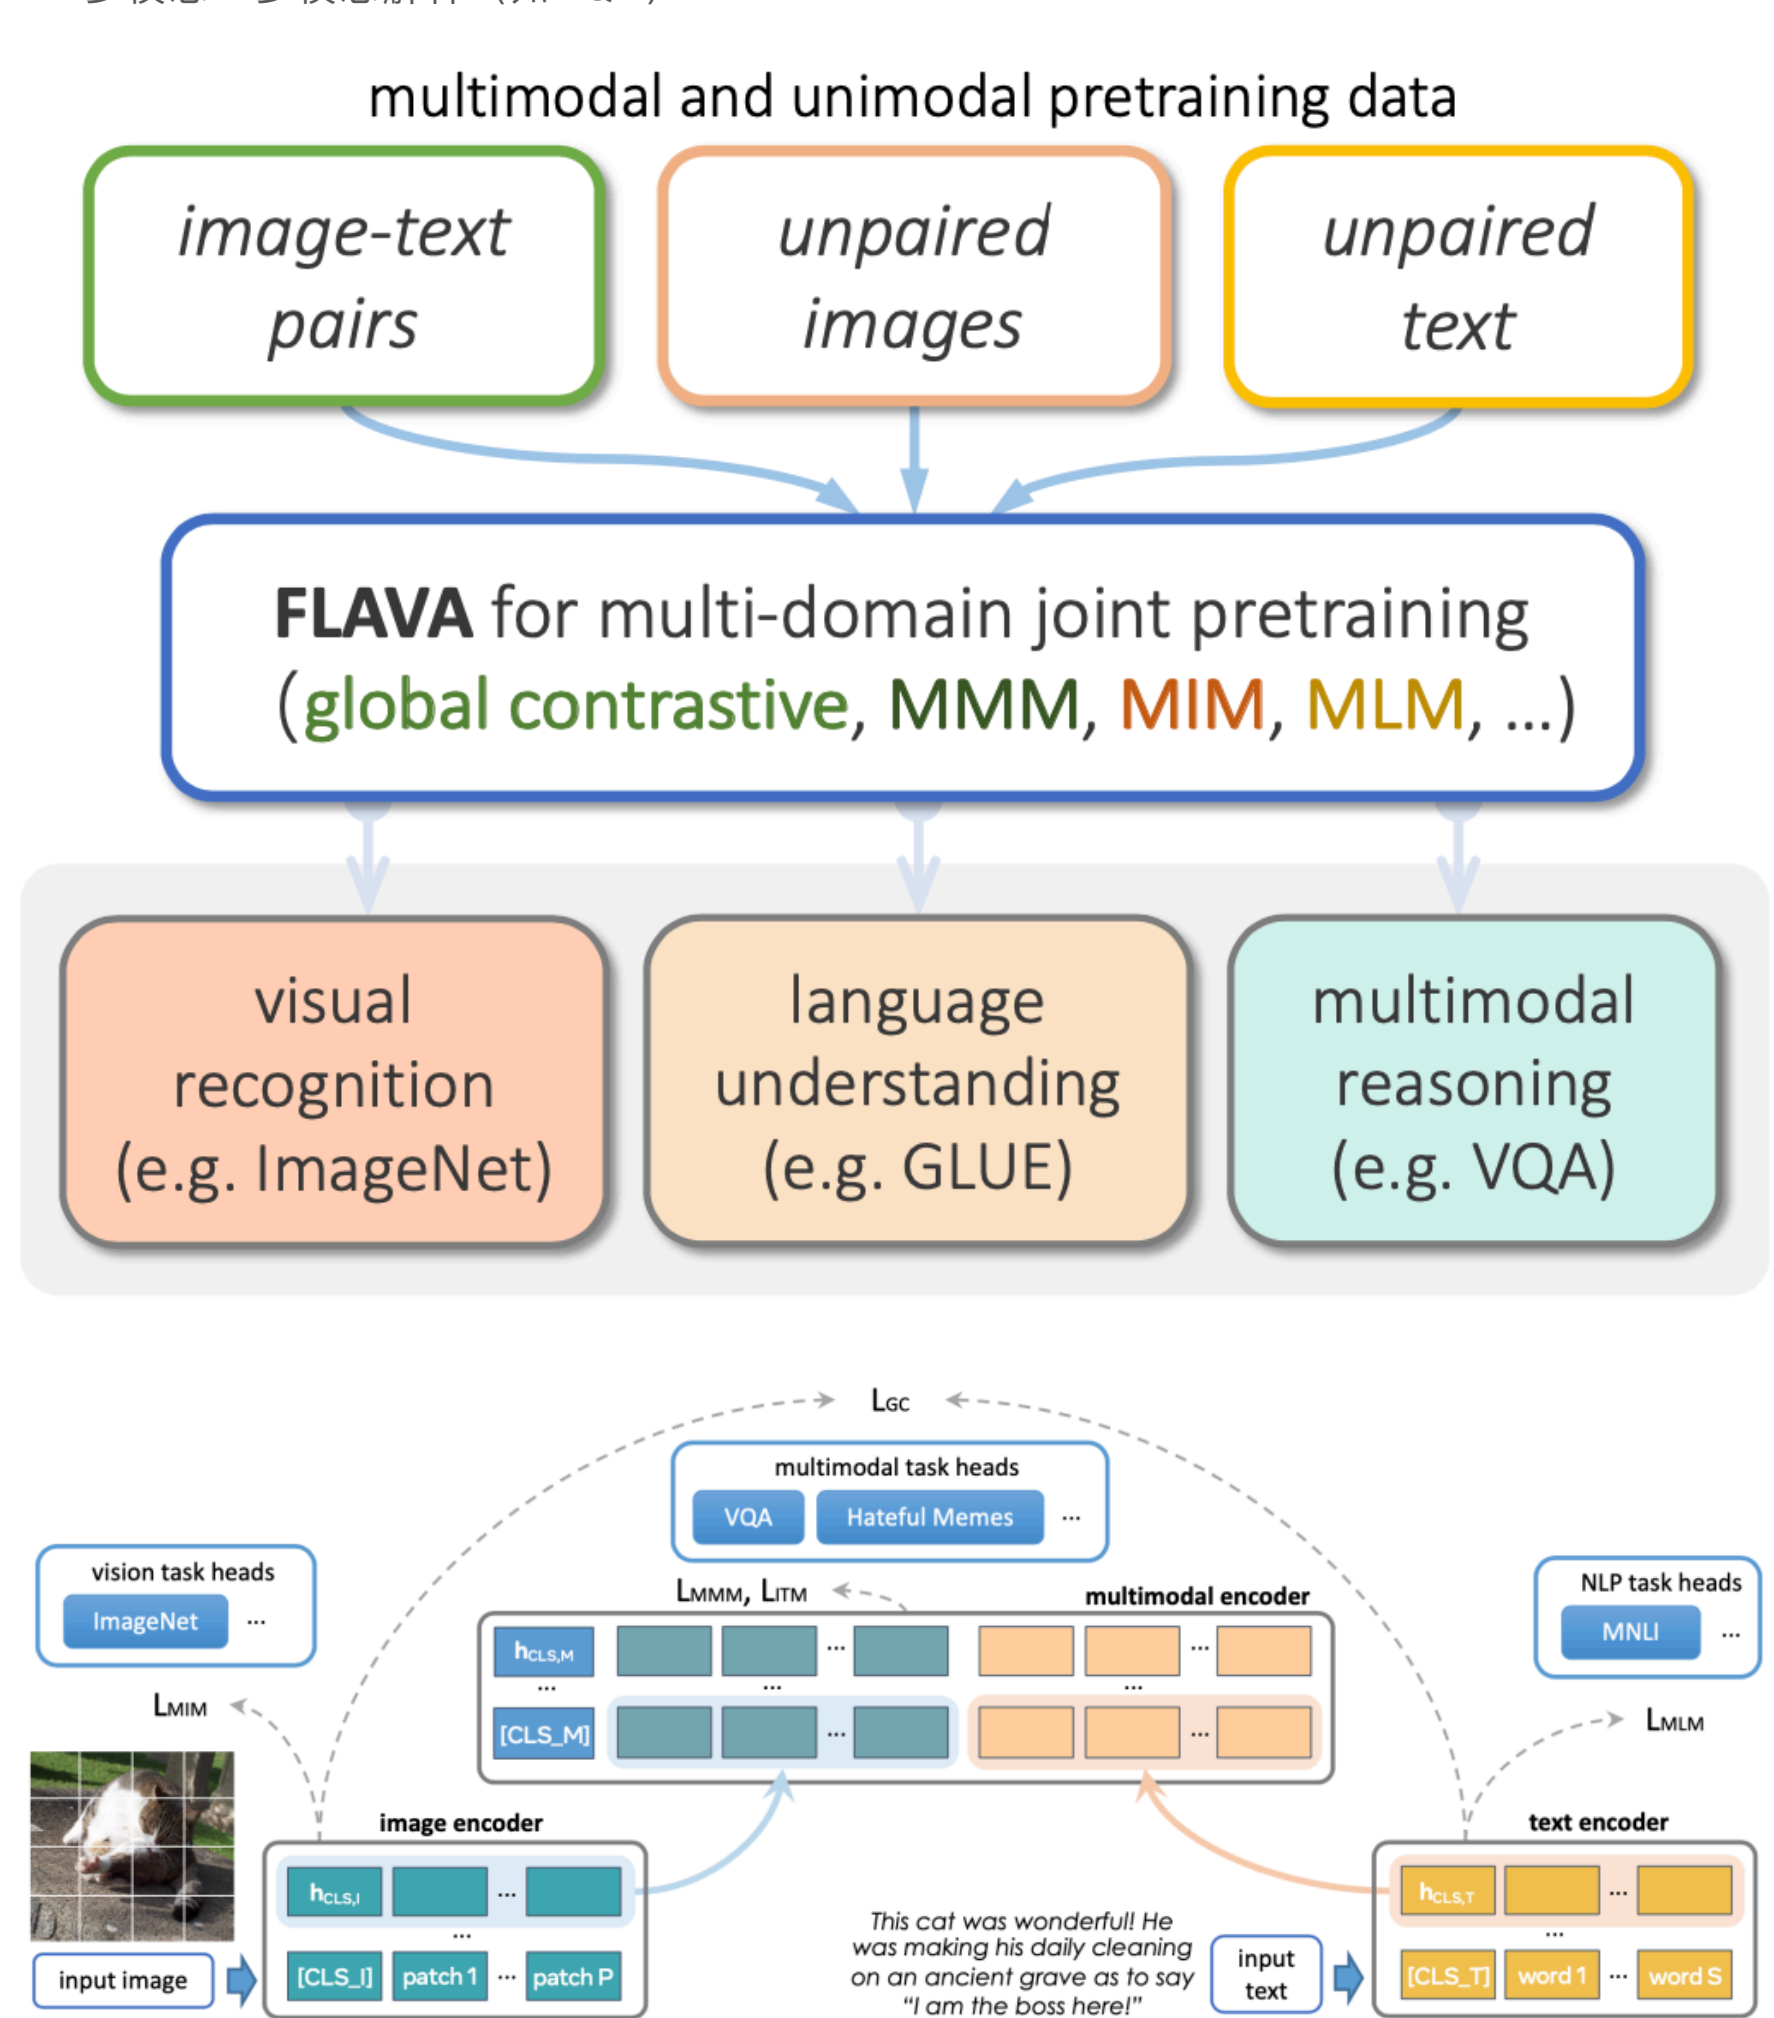 multimodal and unimodal pretraining data
image-text
pairs
unpaired
images
unpaired
text
FLAVA for multi-domain joint pretraining
(global contrastive, MMM, MIM, MLM, ...)
visual
recognition
(e.g. ImageNet)
language
understanding
(e.g. GLUE)
multimodal
reasoning
(e.g. VQA)
LGC
multimodal task heads
VQA
Hateful Memes
...
vision task heads
ImageNet
...
NLP task heads
MNLI
...
LMMM, LITM
multimodal encoder
hCLS,M
...
...
...
...
...
[CLS_M]
...
...
LMIM
LMLM
image encoder
hCLS,I
...
...
[CLS_I]
patch 1
...
patch P
input image
This cat was wonderful! He
was making his daily cleaning
on an ancient grave as to say
“I am the boss here!”
input
text
text encoder
hCLS,T
...
...
[CLS_T]
word 1
...
word S